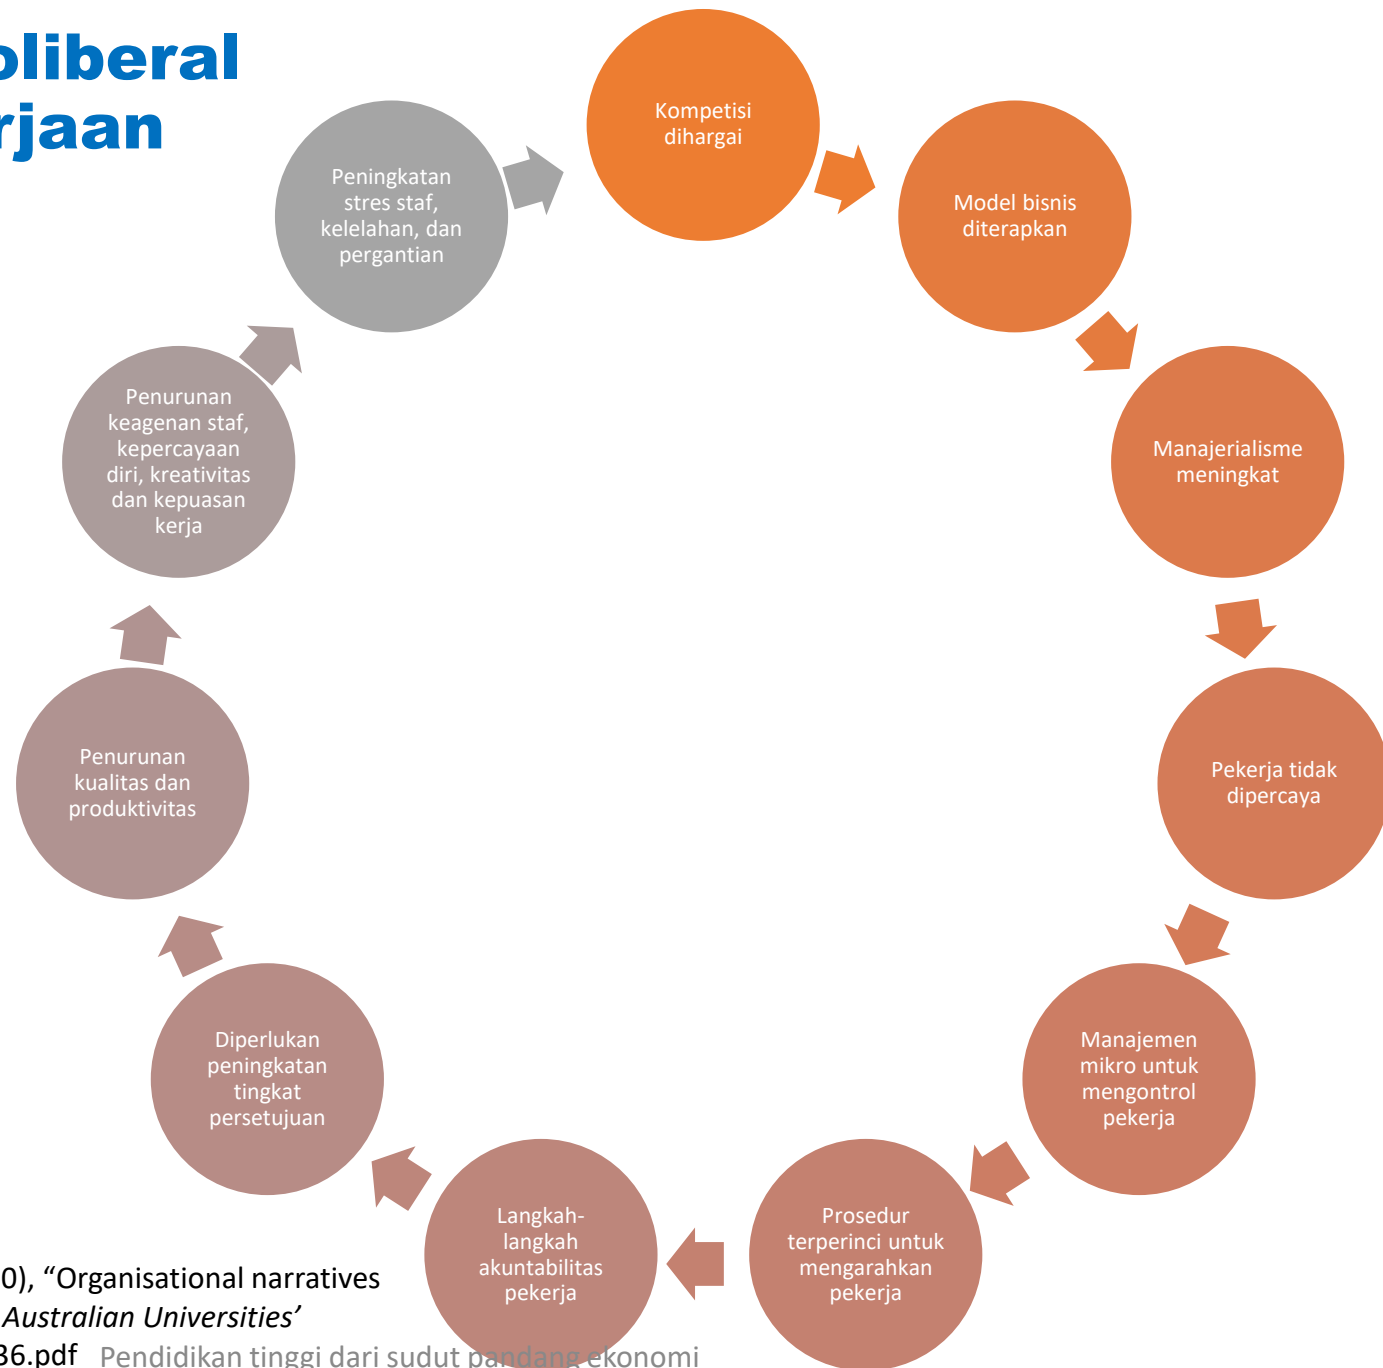 oliberal
rjaan
Kompetisi
dihargai
Model bisnis
diterapkan
Manajerialisme
meningkat
Pekerja tidak
dipercaya
Manajemen
mikro untuk
mengontrol
pekerja
Prosedur
terperinci untuk
mengarahkan
pekerja
Langkah-
langkah
akuntabilitas
pekerja
Diperlukan
peningkatan
tingkat
persetujuan
Penurunan
kualitas dan
produktivitas
Penurunan
keagenan staf,
kepercayaan
diri, kreativitas
dan kepuasan
kerja
Peningkatan
stres staf,
kelelahan, dan
pergantian
0), “Organisational narratives
Australian Universities’
36.pdf
Pendidikan tinggi dari sudut pandang ekonomi